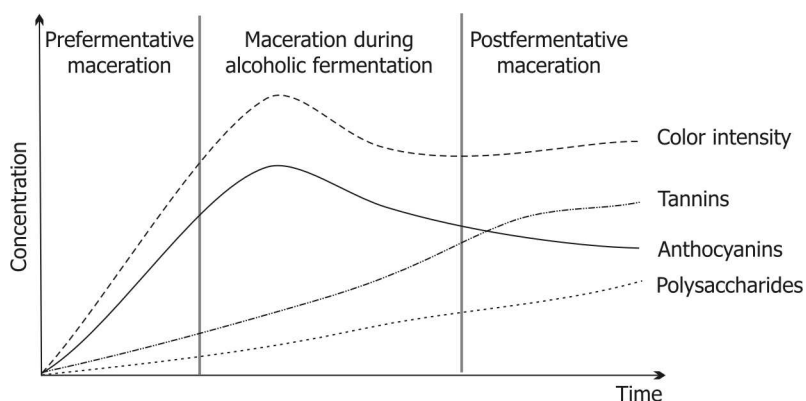 Prefermentative
maceration
Maceration during
alcoholic fermentation
Postfermentative
maceration
Concentration
Color intensity
Tannins
Anthocyanins
Polysaccharides
Time